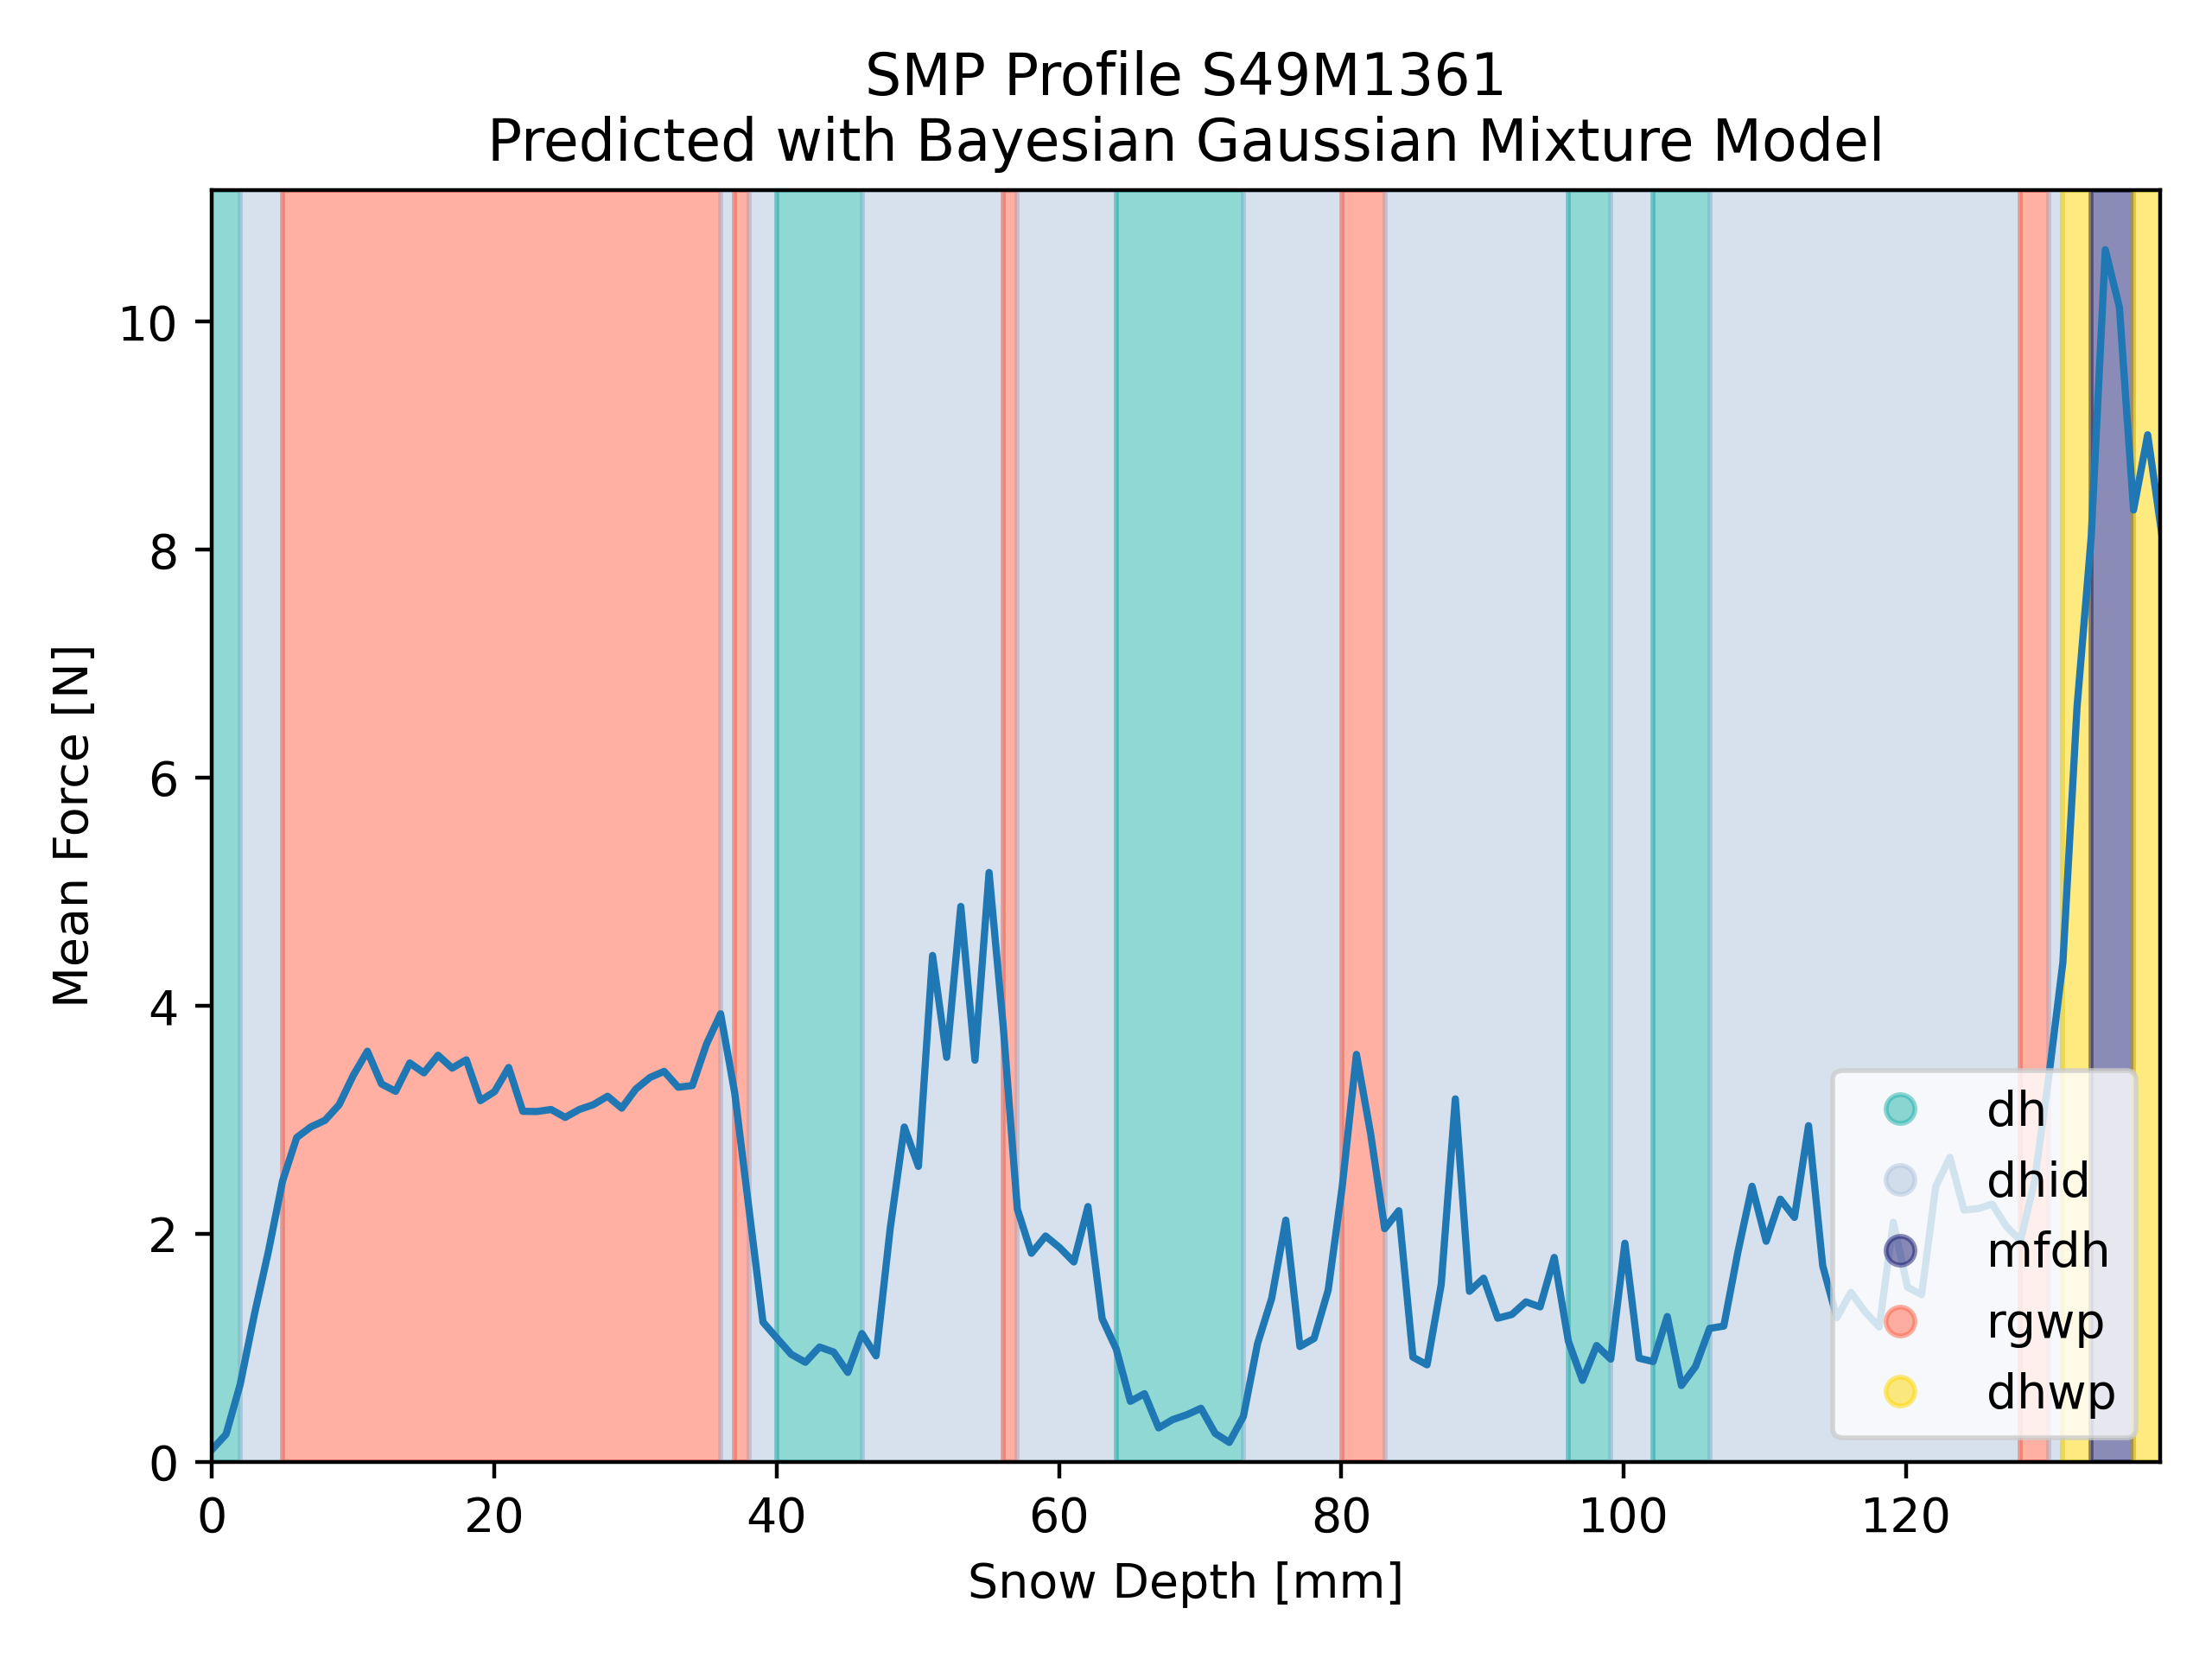 SMP Profile S49M1361
Predicted with Bayesian Gaussian Mixture Model
10
8
6
4
2
0
Mean Force [N]
dh
dhid
mfdh
rgwp
dhwp
0 20 40 60 80 100 120
Snow Depth [mm]